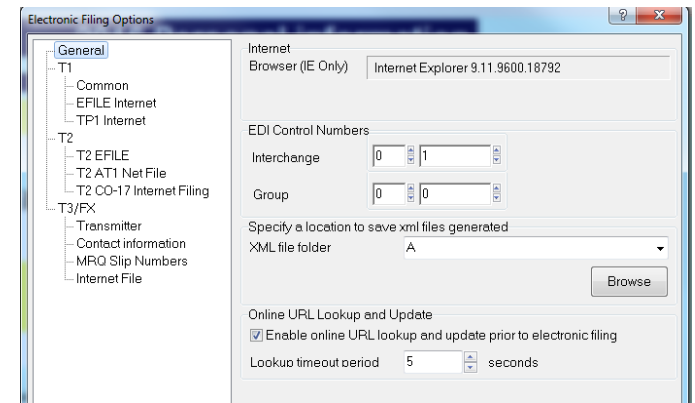 Electronic Filing Options
General
T1
Common
EFILE Internet
TP1 Internet
T2
T2 EFILE
T2 AT1 Net File
T2 CO-17 Internet Filing
T3/FX
Transmitter
Contact information
MRQ Slip Numbers
Internet File
Internet
Browser (IE Only) Internet Explorer 9.11.9600.18792
EDI Control Numbers
Interchange 0 1
Group 0 0
Specify a location to save xml files generated
XML file folder A
Browse
Online URL Lookup and Update
Enable online URL lookup and update prior to electronic filing
Lookup timeout period 5 seconds